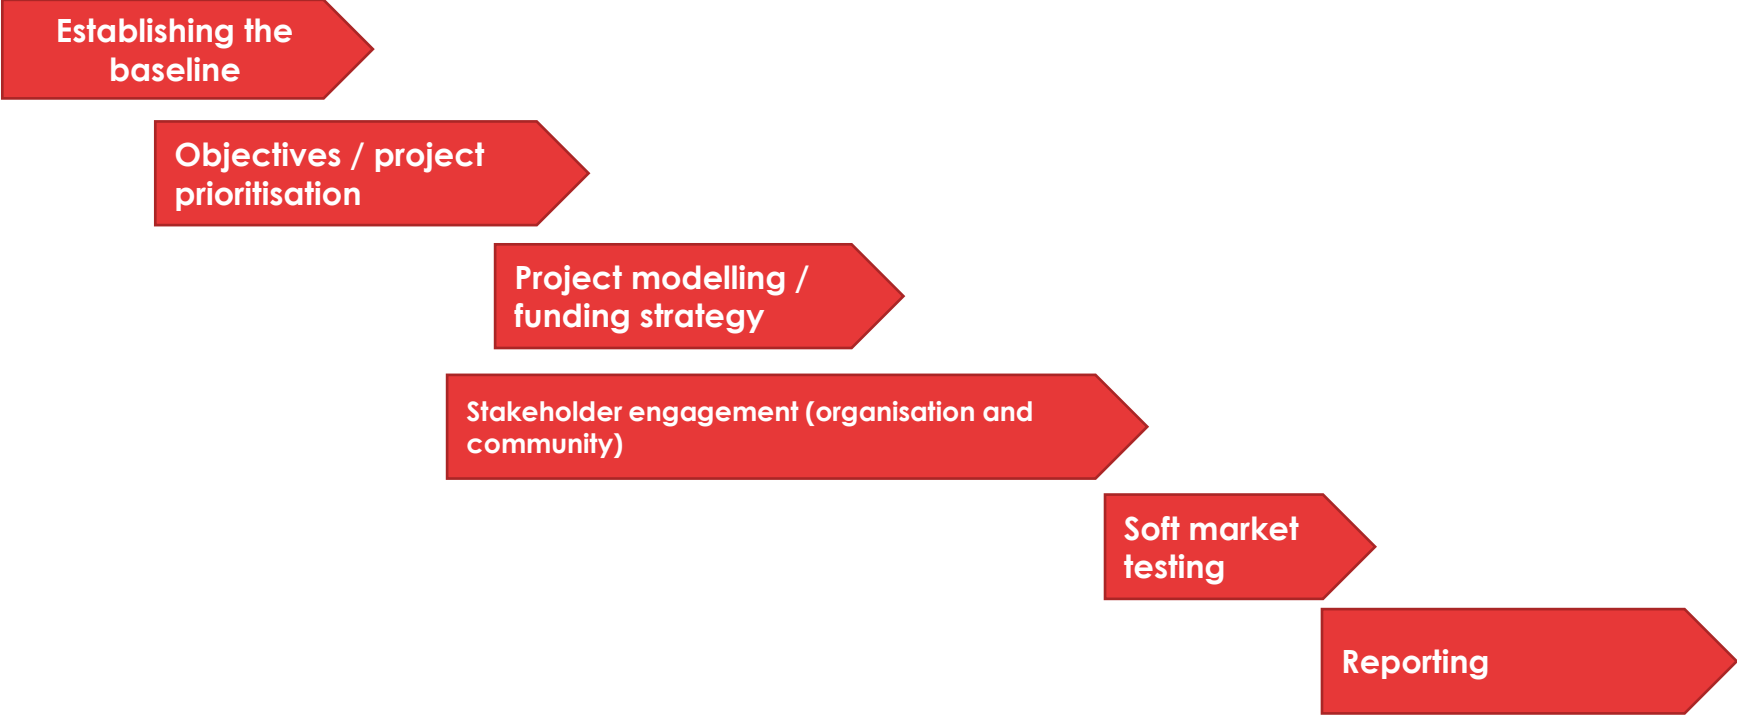 Establishing the
baseline
Objectives / project
prioritisation
Project modelling /
funding strategy
Stakeholder engagement (organisation and
community)
Soft market
testing
Reporting